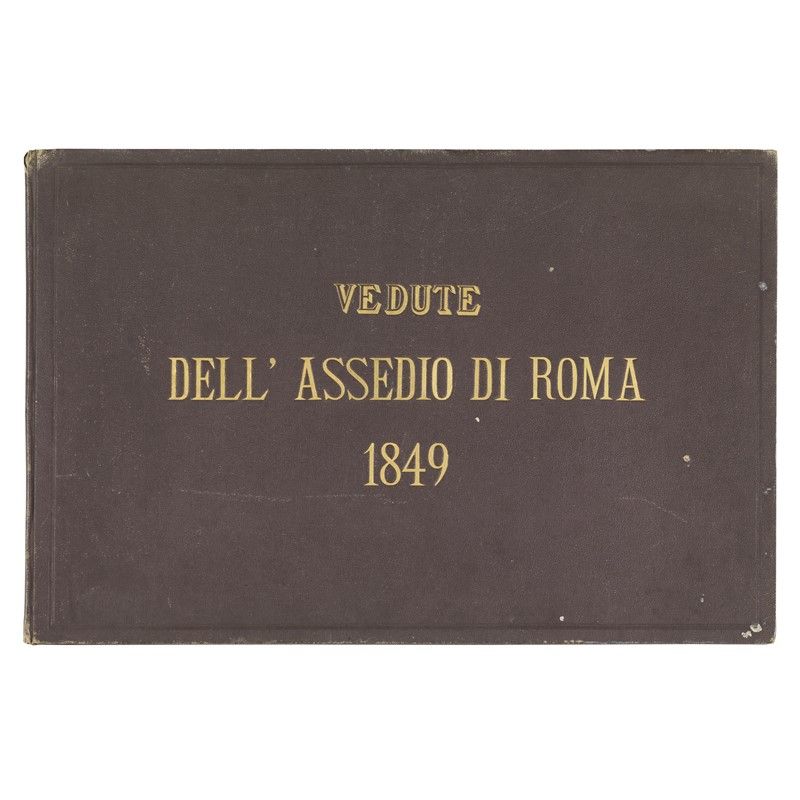 VEDUTE
DELL' ASSEDIO DI ROMA
1849